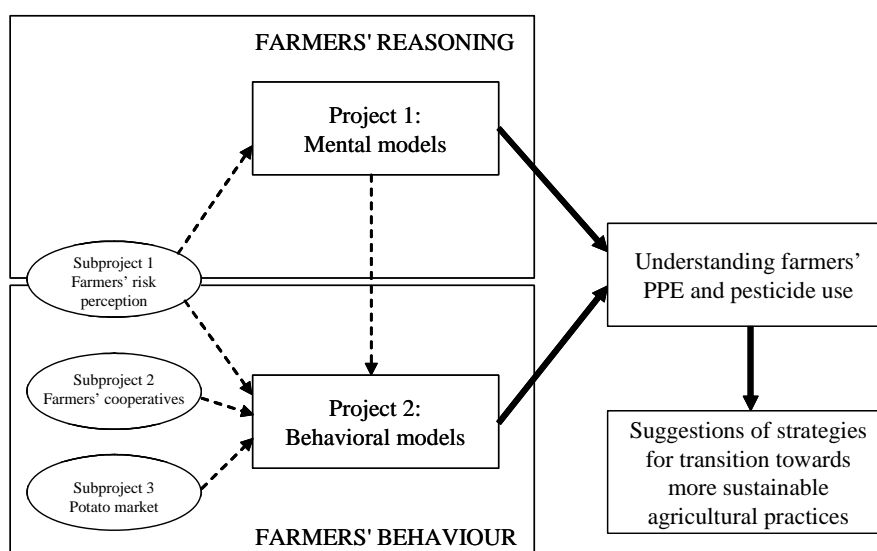 FARMERS' REASONING
Project 1:
Mental models
Subproject 1
Farmers' risk
perception
Understanding farmers’
PPE and pesticide use
Subproject 2
Farmers' cooperatives
Project 2:
Behavioral models
Subproject 3
Potato market
Suggestions of strategies
for transition towards
more sustainable
agricultural practices
FARMERS' BEHAVIOUR